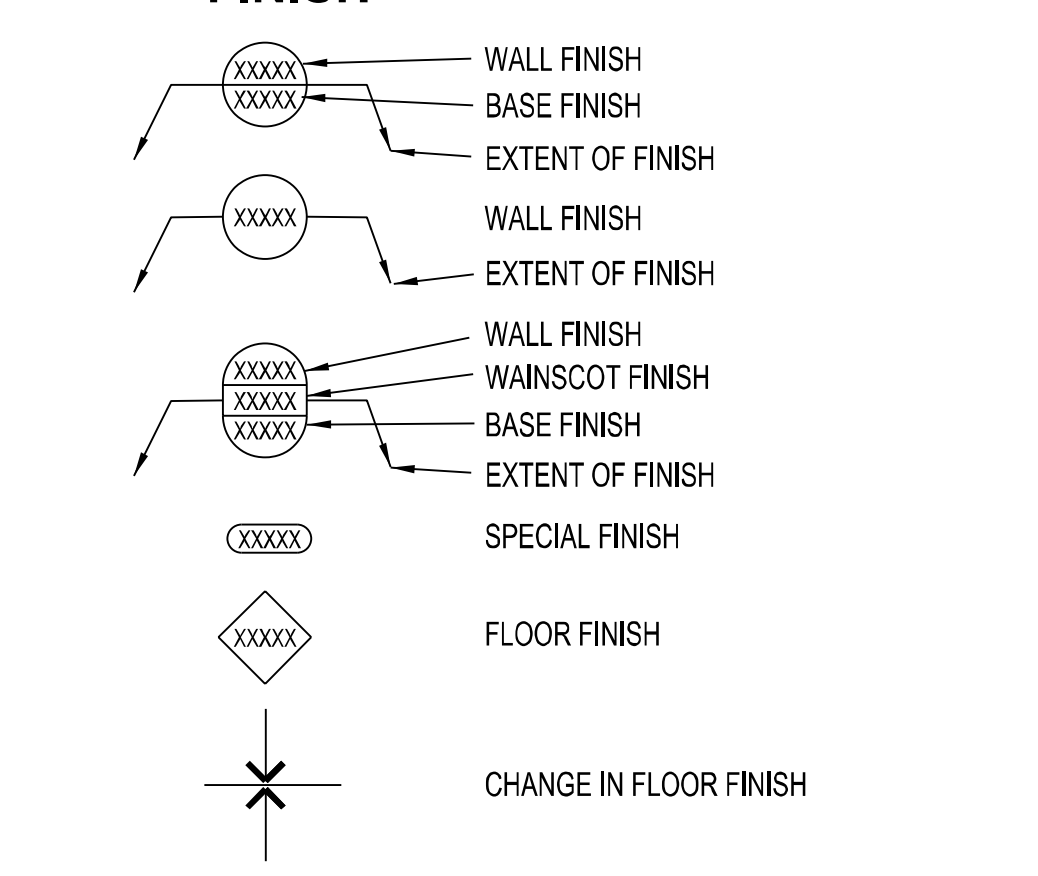 FINISH
XXXXX WALL FINISH
XXXXX BASE FINISH
EXTENT OF FINISH
XXXXX WALL FINISH
EXTENT OF FINISH
WALL FINISH
XXXXX
WAINSCOT FINISH
XXXXX
BASE FINISH
XXXXX
EXTENT OF FINISH
XXXXX SPECIAL FINISH
XXXXX FLOOR FINISH
CHANGE IN FLOOR FINISH